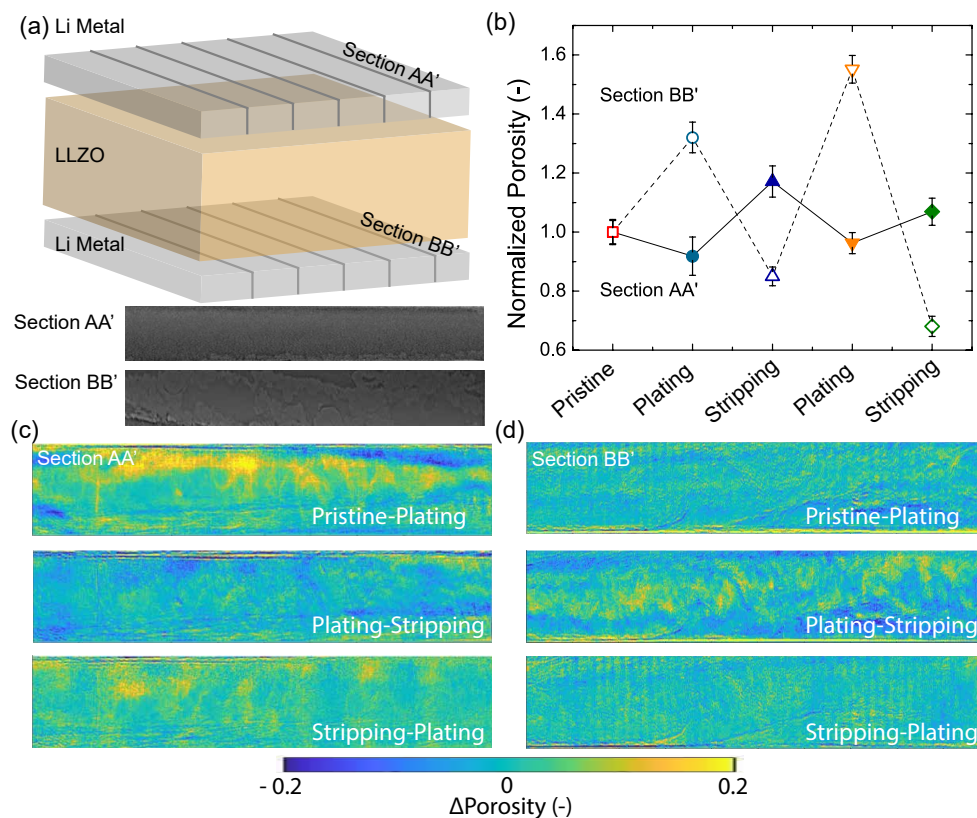 (a)
Li Metal
Section AA'
LLZO
Li Metal
Section BB'
Section AA'
Section BB'
(b)
Normalized Porosity (-)
1.6
1.4
1.2
1.0
0.8
0.6
Section BB'
Section AA'
Pristine
Plating
Stripping
Plating
Stripping
(c)
Section AA'
Pristine-Plating
Plating-Stripping
Stripping-Plating
(d)
Section BB'
Pristine-Plating
Plating-Stripping
Stripping-Plating
- 0.2 0 0.2
ΔPorosity (-)